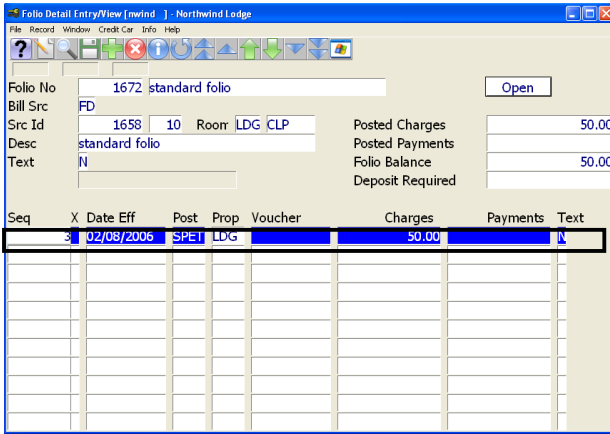 Folio Detail Entry/View [nwind ] - Northwind Lodge
File Record Window Credit Car Info Help
Folio No 1672 standard folio Open
Bill Src FD
Src Id 1658 10 Room LDG CLP Posted Charges 50.00
Desc standard folio Posted Payments
Text N Folio Balance 50.00
Deposit Required
Seq X Date Eff Post Prop Voucher Charges Payments Text
3 02/08/2006 SPET LDG 50.00 N